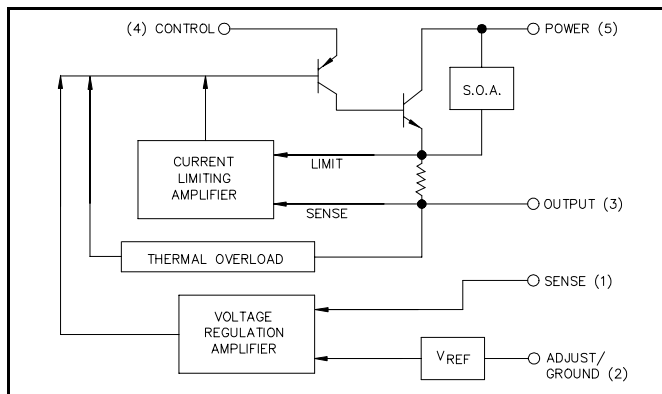 (4) CONTROL
POWER (5)
S.O.A.
CURRENT
LIMITING
AMPLIFIER
LIMIT
SENSE
OUTPUT (3)
THERMAL OVERLOAD
SENSE (1)
VOLTAGE
REGULATION
AMPLIFIER
VREF
ADJUST/
GROUND (2)